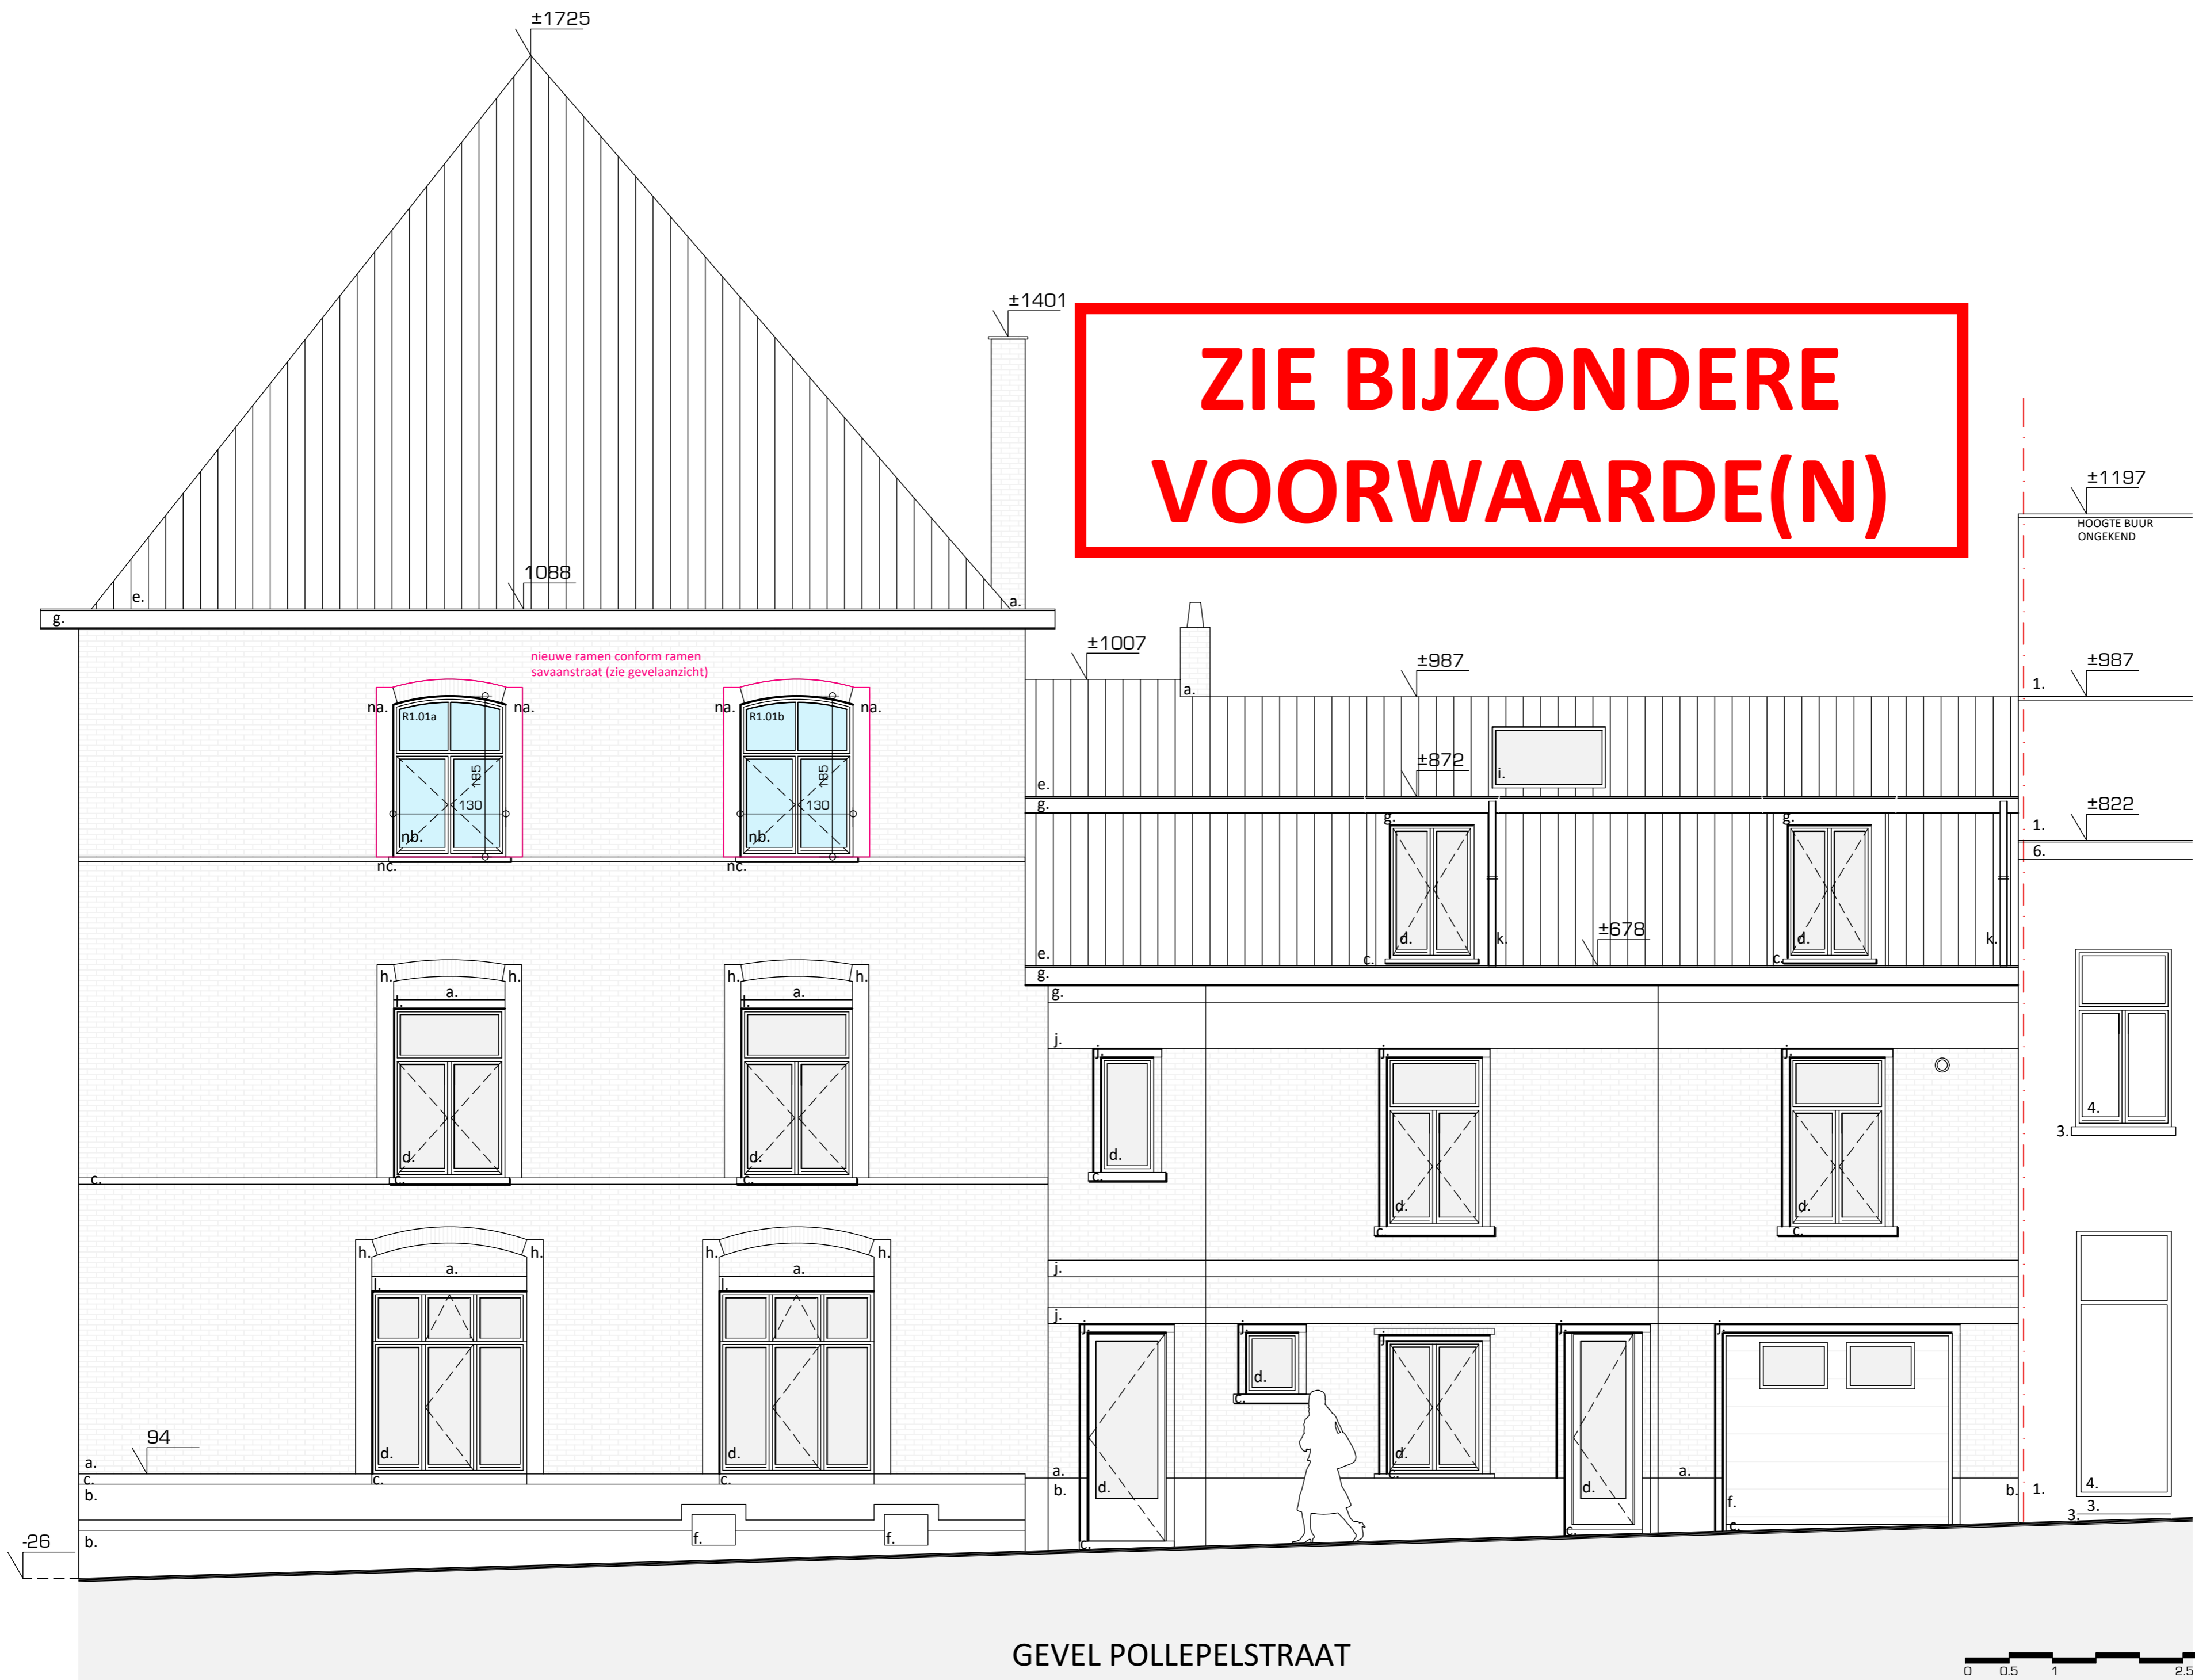 ±1725
±1401
ZIE BIJZONDERE
VOORWAARDE(N)
±1197
HOOGTE BUUR
ONGEKEND
1088
e.
a.
g.
nieuwe ramen conform ramen
savaanstraat (zie gevelaanzicht)
±1007
±987
±987
a.
1.
na.
na.
na.
na.
R1.01a
R1.01b
185
185
130
130
nb.
nb.
nc.
nc.
±872
i.
e.
g.
g.
g.
±822
1.
6.
±678
d.
k.
d.
k.
e.
c.
c.
g.
g.
h.
h.
h.
h.
a.
a.
l.
l.
j.
j.
j.
j.
d.
d.
d.
4.
3.
c.
c.
c.
c.
d.
d.
c.
c.
h.
h.
h.
h.
a.
a.
j.
l.
l.
j.
j.
j.
j.
j.
j.
d.
c.
94
a.
c.
b.
d.
d.
c.
c.
a.
b.
d.
d.
c.
d.
a.
f.
c.
b.
1.
4.
3.
3.
-26
b.
f.
f.
c.
c.
GEVEL POLLEPELSTRAAT
0 0.5 1 2.5